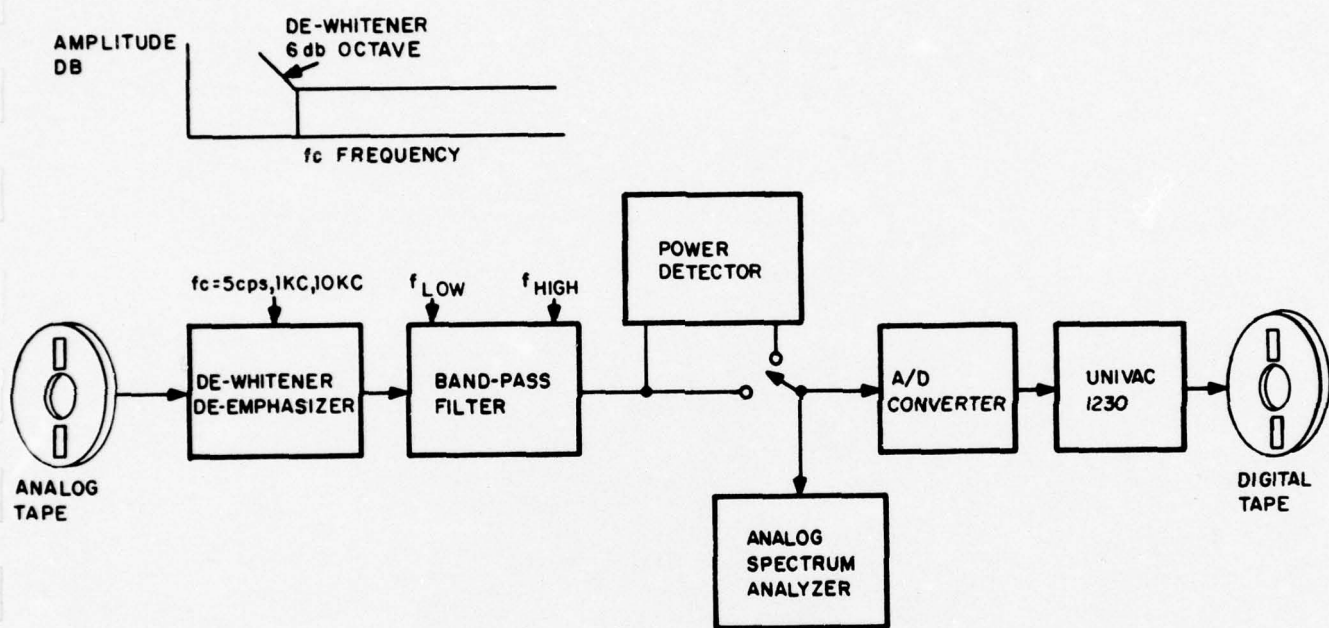 AMPLITUDE
DB
DE-WHITENER
6 db OCTAVE
fc FREQUENCY
fc=5cps,1KC,10KC
f LOW
f HIGH
POWER
DETECTOR
DE-WHITENER
DE-EMPHASIZER
BAND-PASS
FILTER
A/D
CONVERTER
UNIVAC
1230
ANALOG
TAPE
DIGITAL
TAPE
ANALOG
SPECTRUM
ANALYZER